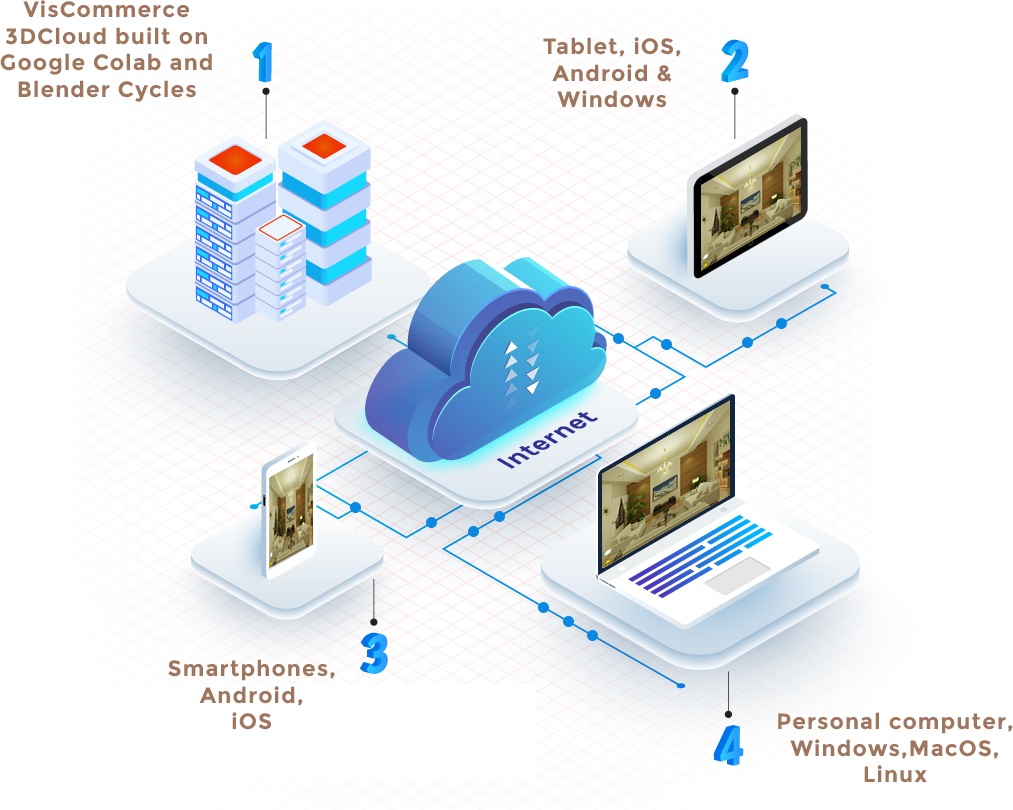 VisCommerce
3DCloud built on
Google Colab and
Blender Cycles
1
Tablet, iOS,
Android &
Windows
2
Internet
3
Smartphones,
Android,
iOS
4
Personal computer,
Windows,MacOS,
Linux